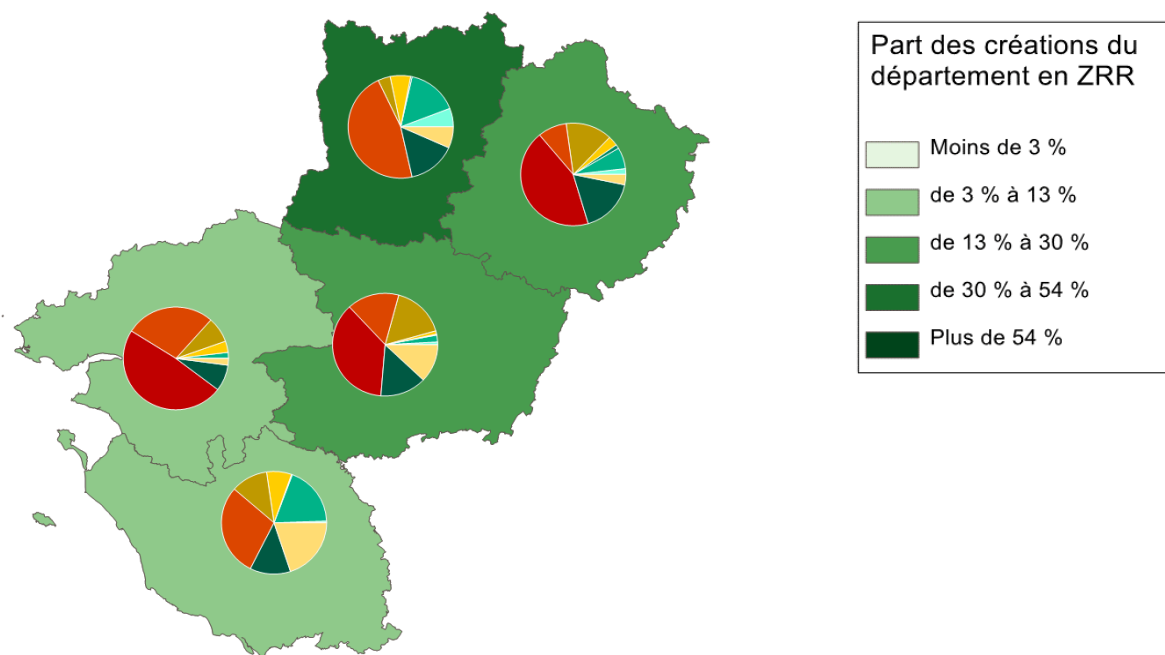 Part des créations du
département en ZRR
Moins de 3 %
de 3 % à 13 %
de 13 % à 30 %
de 30 % à 54 %
Plus de 54 %